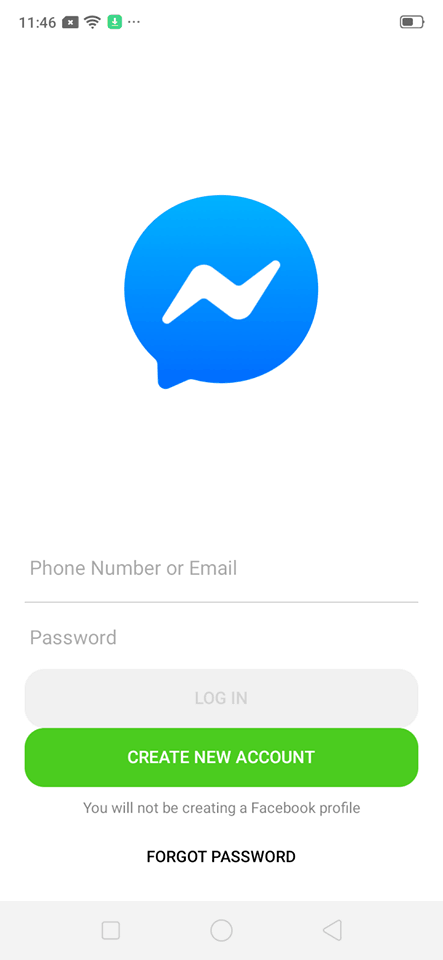 11:46
Phone Number or Email
Password
LOG IN
CREATE NEW ACCOUNT
You will not be creating a Facebook profile
FORGOT PASSWORD